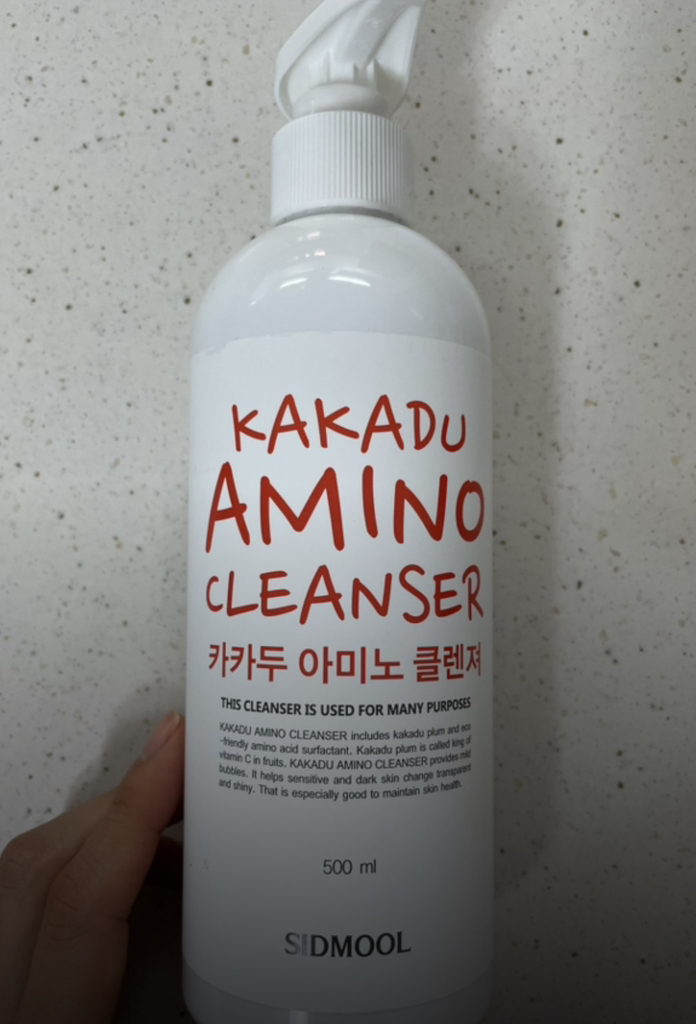 KAKADU
AMINO
CLEANSER
카카두 아미노 클렌져
THIS CLEANSER IS USED FOR MANY PURPOSES
KAKADU AMINO CLEANSER includes kakadu plum and eco
-friendly amino acid surfactant. Kakadu plum is called king of
vitamin C in fruits. KAKADU AMINO CLEANSER provides mild
bubbles. It helps sensitive and dark skin change transparent
and shiny. That is especially good to maintain skin health.
500 ml
SIDMOOL